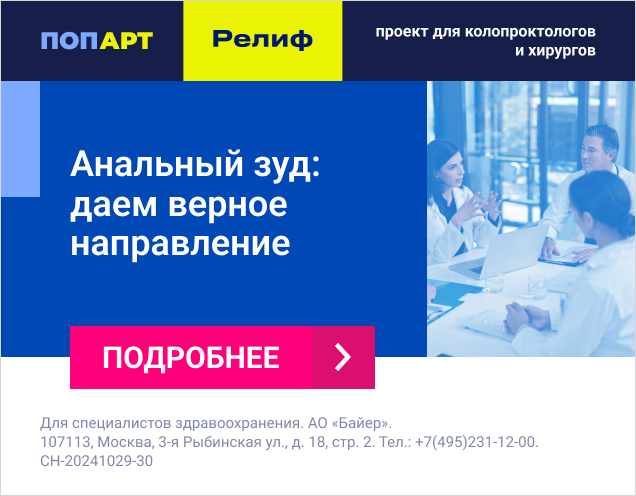 ПОПАРТ
Релиф
проект для колопроктологов
и хирургов
Анальный зуд:
даем верное
направление
ПОДРОБНЕЕ
Для специалистов здравоохранения. АО «Байер».
107113, Москва, 3-я Рыбинская ул., д. 18, стр. 2. Тел.: +7(495)231-12-00.
CH-20241029-30